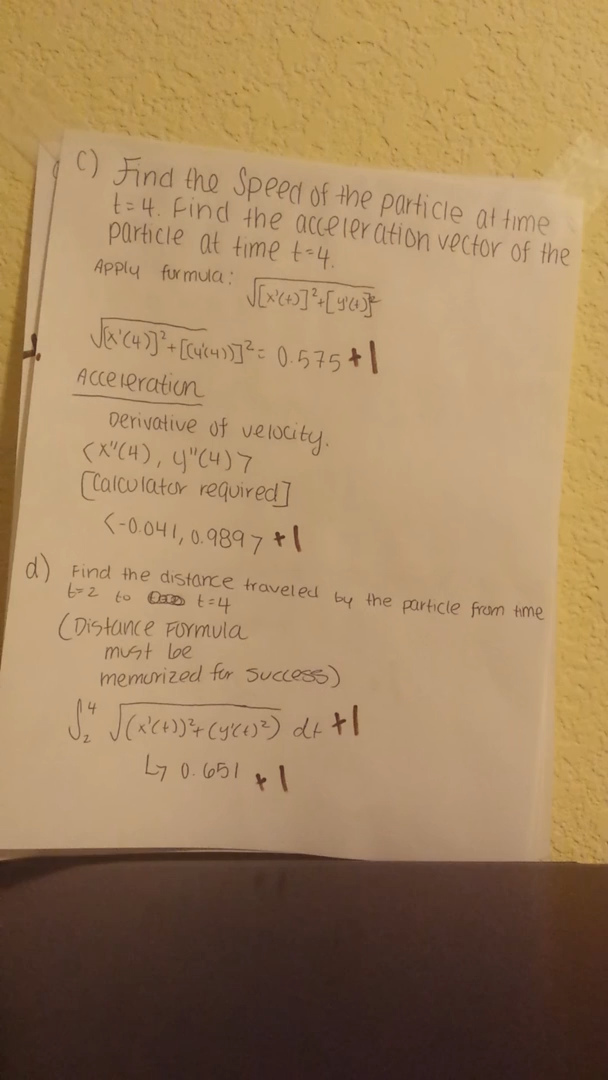 c) Find the Speed of the particle at time
t=4. Find the acceleration vector of the
particle at time t=4.
Apply formula: √[x'(t)]²+[y'(t)]²
√[x'(4)]²+[(y'(4))]² = 0.575 +1
Acceleration
Derivative of velocity.
<x"(4), y"(4)>
[Calculator required]
<-0.041, 0.989> +1
d) Find the distance traveled by the particle from time
t=2 to t=4
(Distance Formula
must be
memorized for success)
∫₂⁴ √(x'(t))²+(y'(t)²) dt +1
↳ 0.651 +1